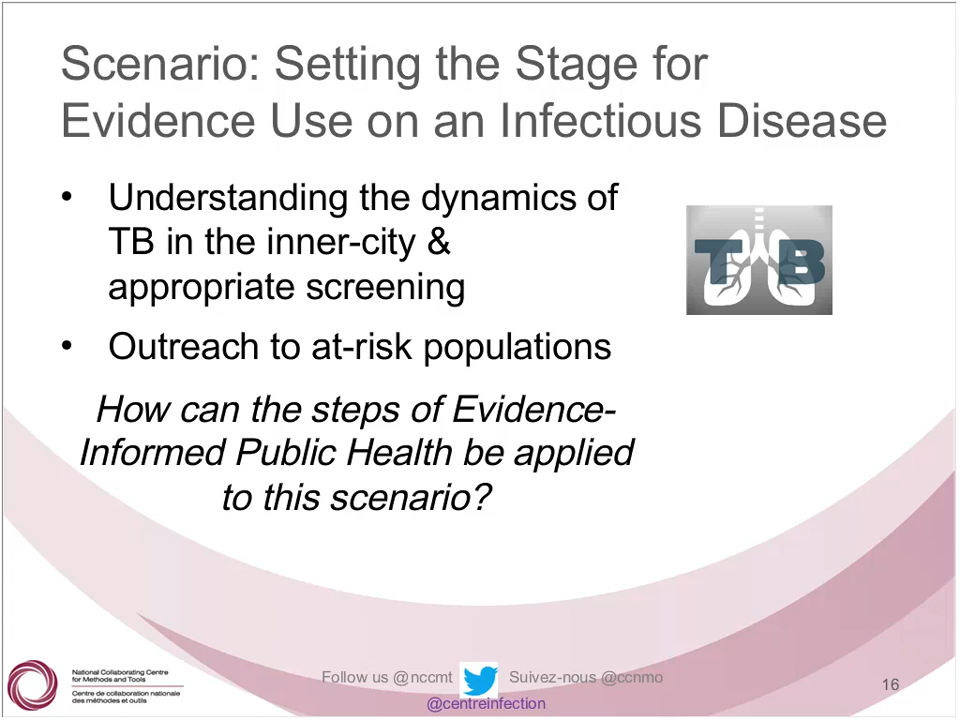 Scenario: Setting the Stage for
Evidence Use on an Infectious Disease
• Understanding the dynamics of
TB in the inner-city &
appropriate screening
• Outreach to at-risk populations
How can the steps of Evidence-
Informed Public Health be applied
to this scenario?
TB
National Collaborating Centre
for Methods and Tools
Centre de collaboration nationale
des méthodes et outils
Follow us @nccmt Suivez-nous @ccnmo
@centreinfection
16